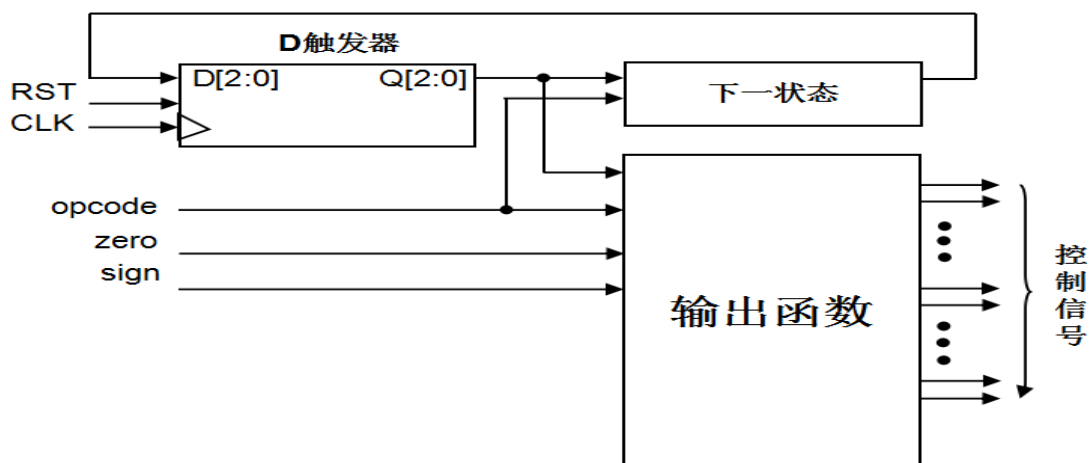 D触发器
D[2:0]
Q[2:0]
RST
CLK
下一状态
opcode
zero
sign
输出函数
控制信号